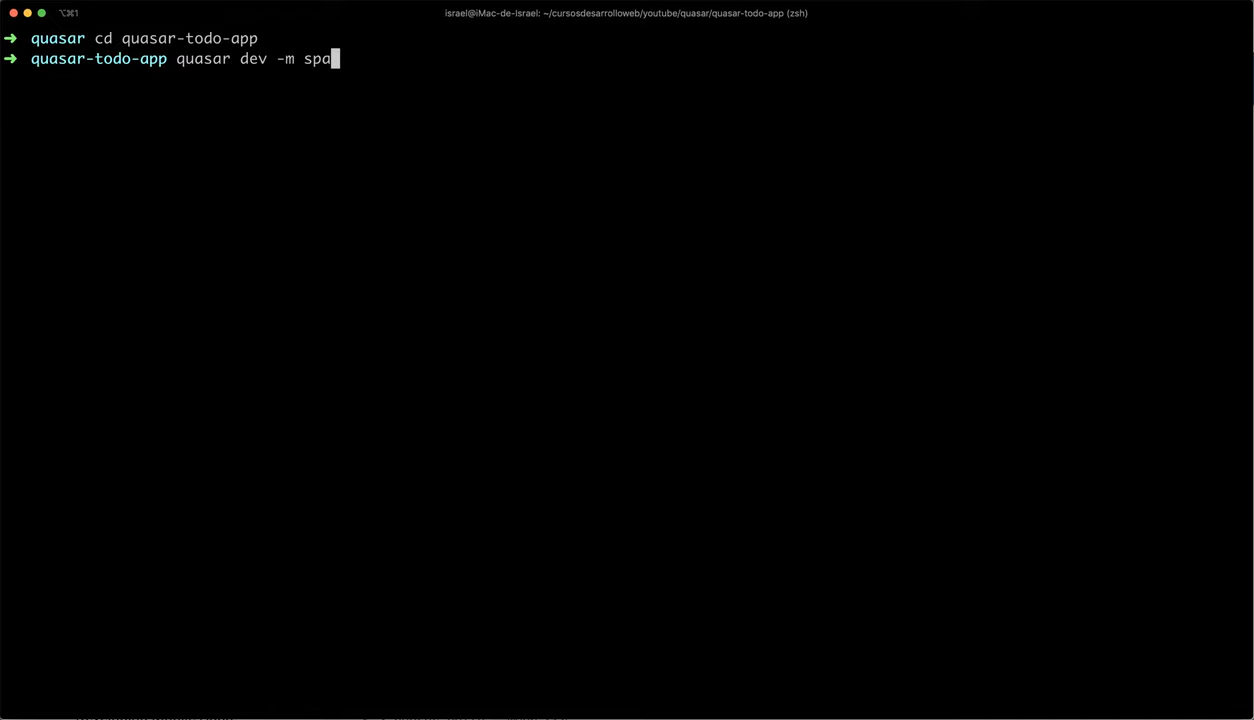 ⌥⌘1
israel@iMac-de-Israel: ~/cursosdesarrolloweb/youtube/quasar/quasar-todo-app (zsh)
➜ quasar cd quasar-todo-app
➜ quasar-todo-app quasar dev -m spa